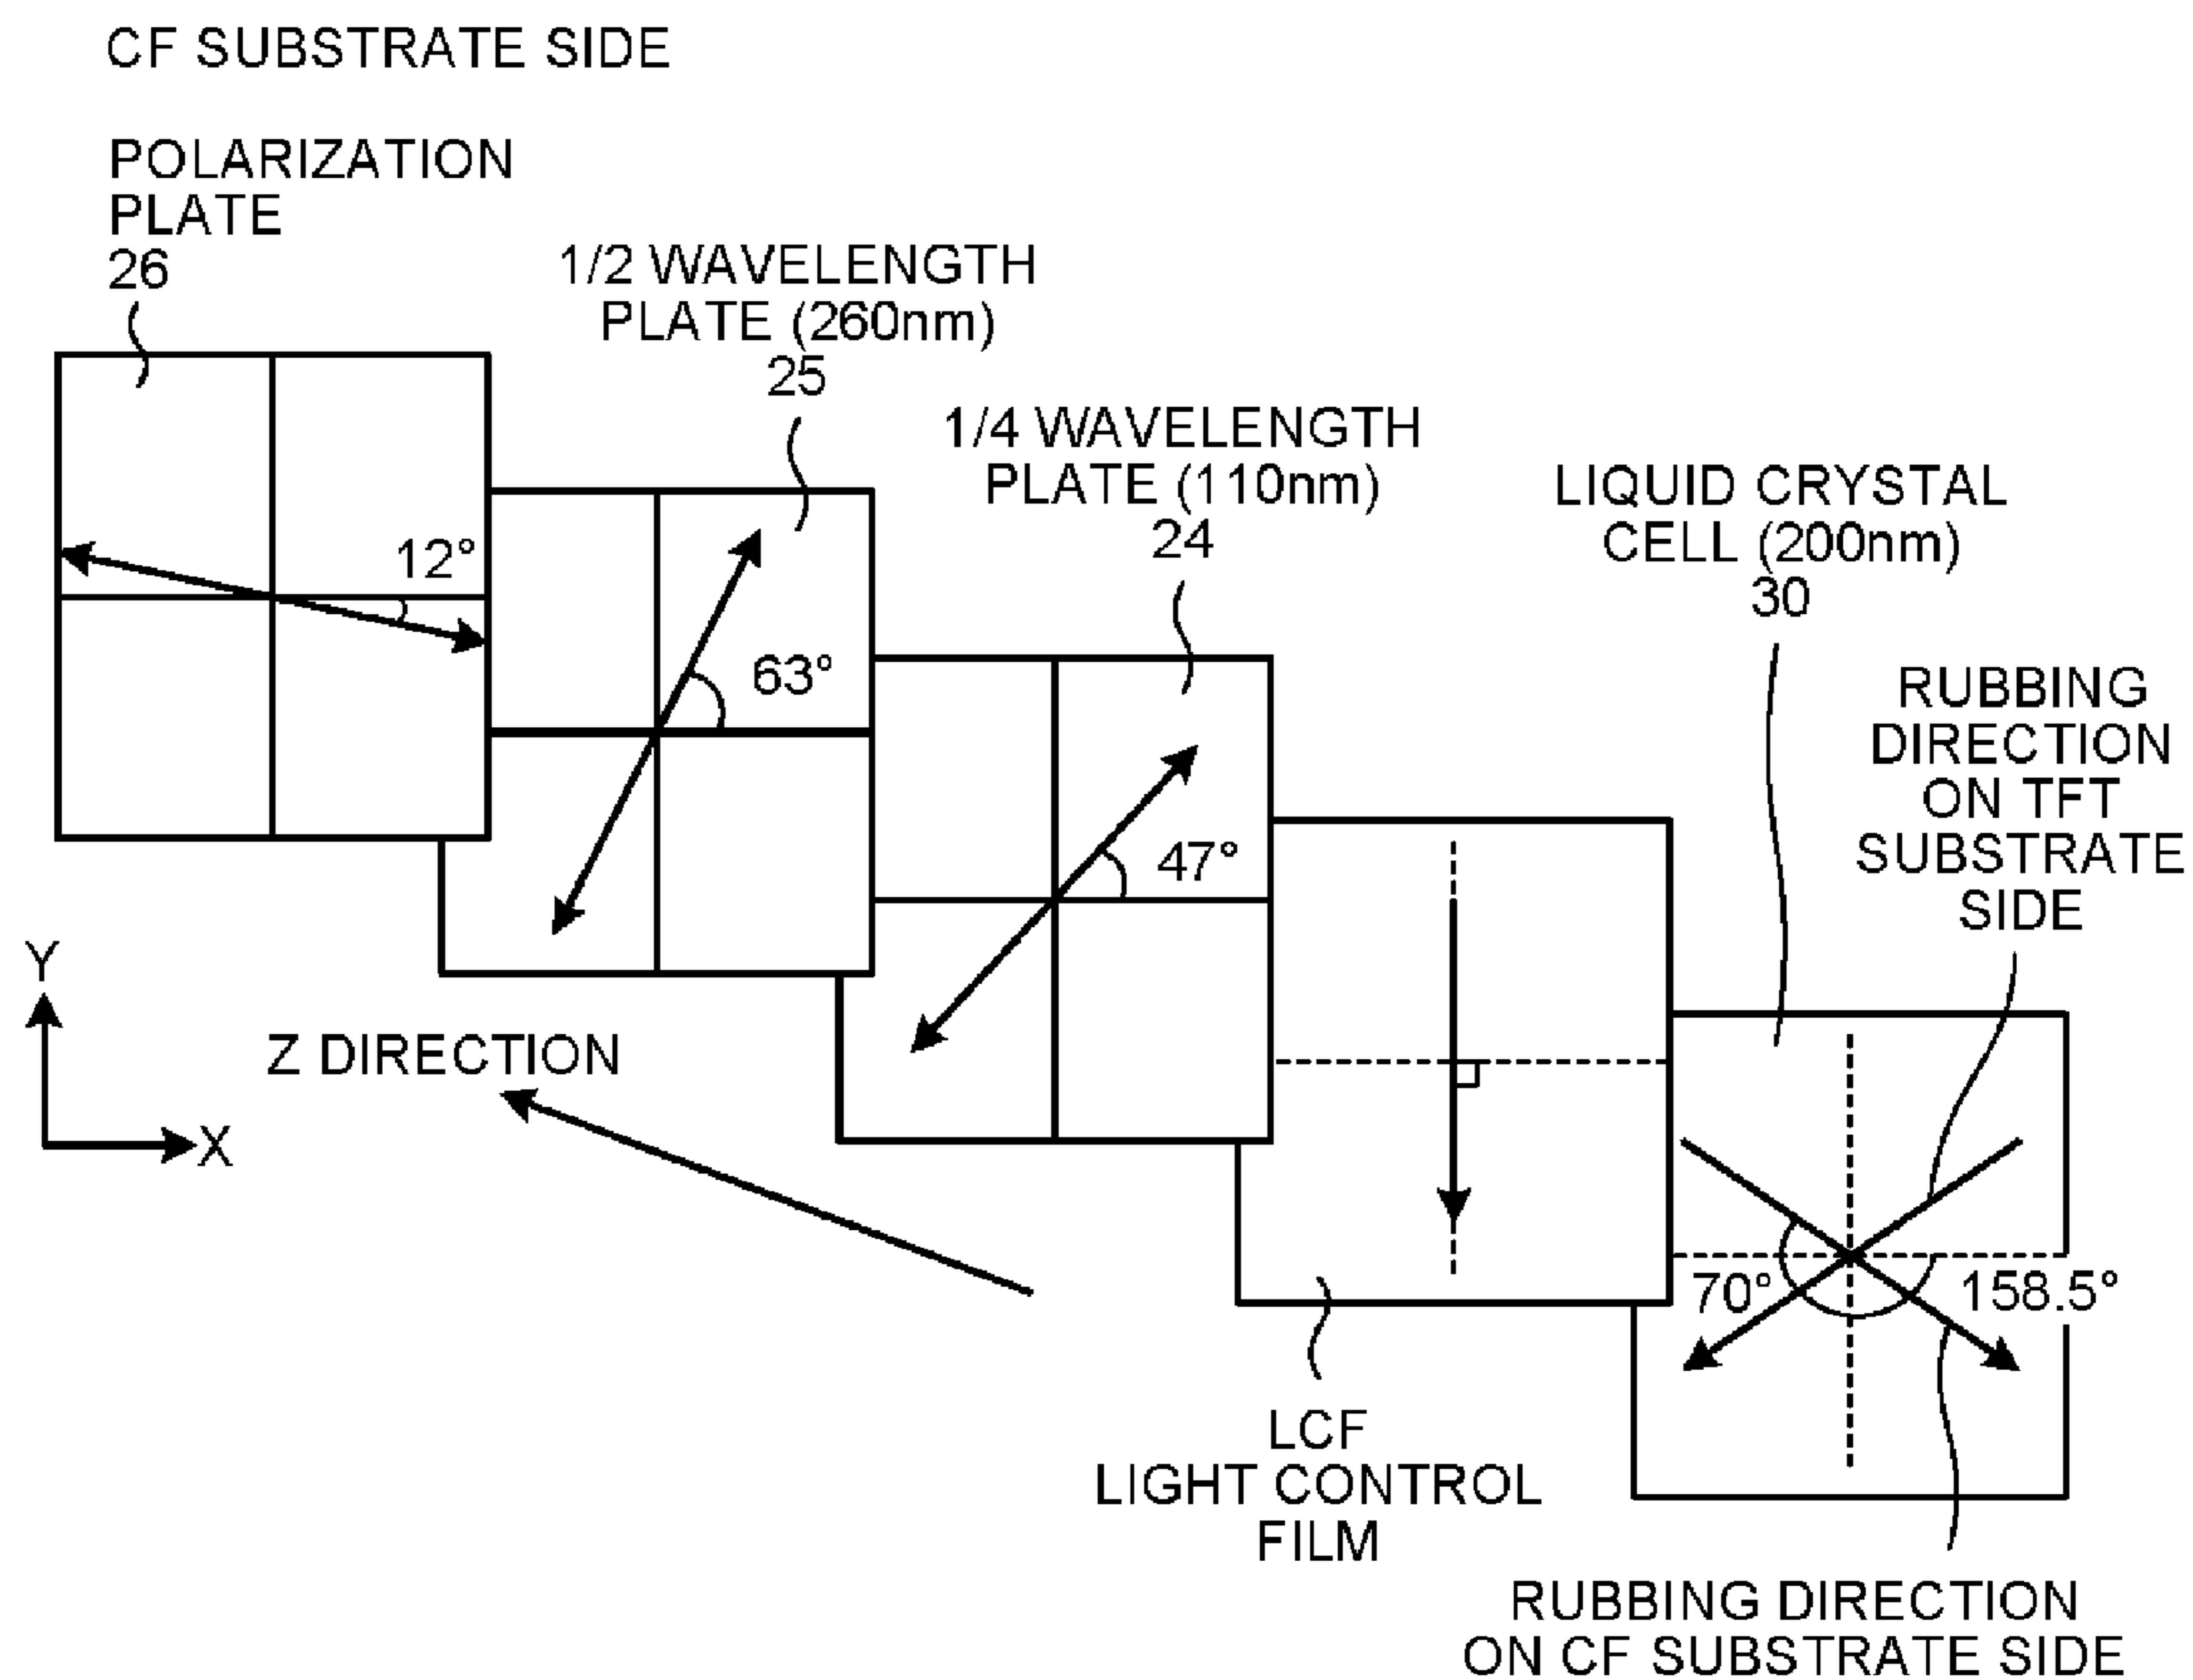 CF SUBSTRATE SIDE
POLARIZATION
PLATE
26
1/2 WAVELENGTH
PLATE (260nm)
25
1/4 WAVELENGTH
PLATE (110nm)
24
LIQUID CRYSTAL
CELL (200nm)
30
RUBBING
DIRECTION
ON TFT
SUBSTRATE
SIDE
12°
63°
47°
Y
X
Z DIRECTION
70°
158.5°
LCF
LIGHT CONTROL
FILM
RUBBING DIRECTION
ON CF SUBSTRATE SIDE